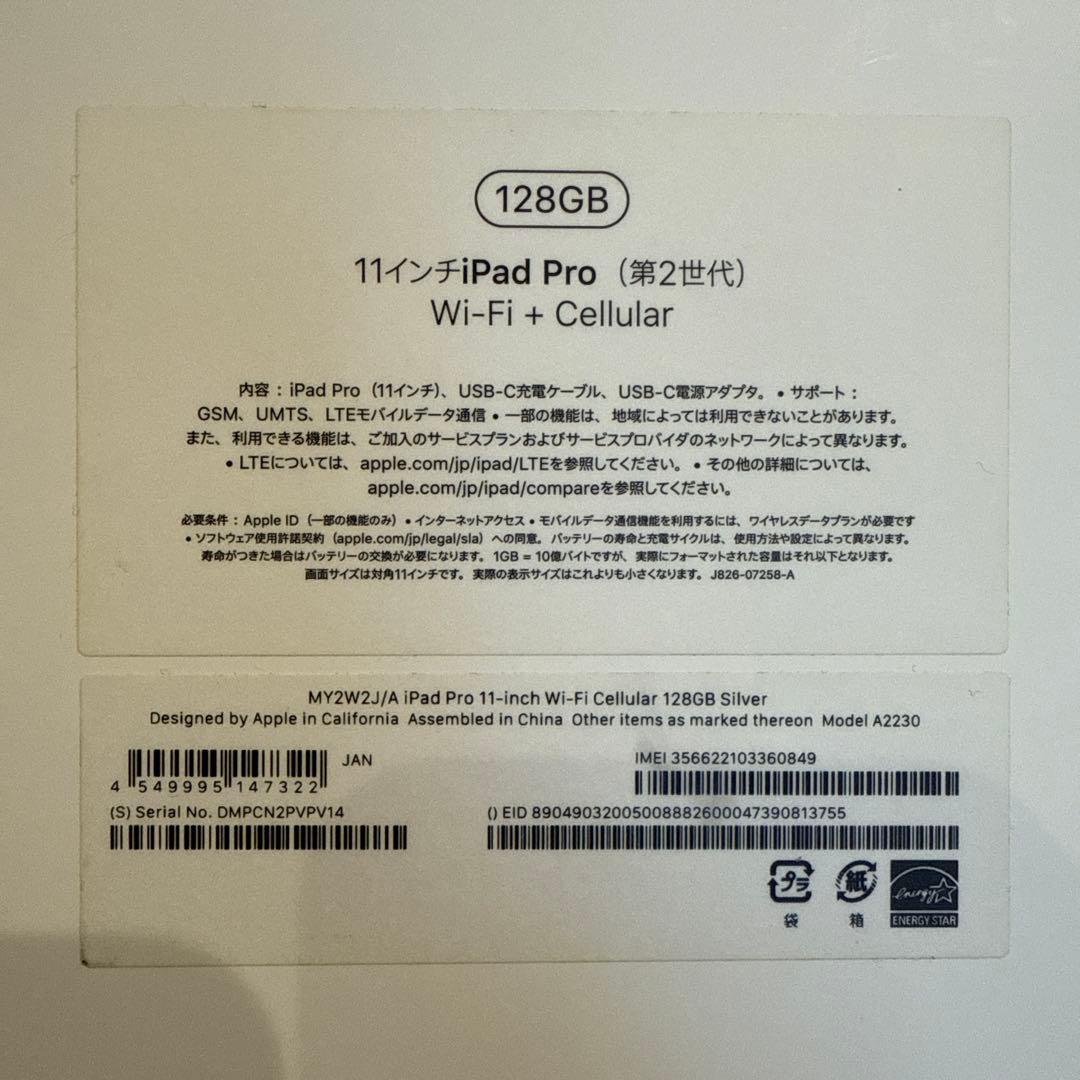 128GB
11インチiPad Pro（第2世代）
Wi-Fi + Cellular
内容：iPad Pro（11インチ）、USB-C充電ケーブル、USB-C電源アダプタ。• サポート：
GSM、UMTS、LTEモバイルデータ通信 • 一部の機能は、地域によっては利用できないことがあります。
また、利用できる機能は、ご加入のサービスプランおよびサービスプロバイダのネットワークによって異なります。
• LTEについては、apple.com/jp/ipad/LTEを参照してください。• その他の詳細については、
apple.com/jp/ipad/compareを参照してください。
必要条件：Apple ID（一部の機能のみ）• インターネットアクセス • モバイルデータ通信機能を利用するには、ワイヤレスデータプランが必要です
• ソフトウェア使用許諾契約（apple.com/jp/legal/sla）への同意。バッテリーの寿命と充電サイクルは、使用方法や設定によって異なります。
寿命がつきた場合はバッテリーの交換が必要になります。1GB = 10億バイトですが、実際にフォーマットされた容量はそれ以下となります。
画面サイズは対角11インチです。実際の表示サイズはこれよりも小さくなります。J826-07258-A
MY2W2J/A iPad Pro 11-inch Wi-Fi Cellular 128GB Silver
Designed by Apple in California Assembled in China Other items as marked thereon Model A2230
JAN
4 549995 147322
IMEI 356622103360849
(S) Serial No. DMPCN2PVPV14
() EID 89049032005008882600047390813755
プラ
紙
energy
袋
箱
ENERGY STAR